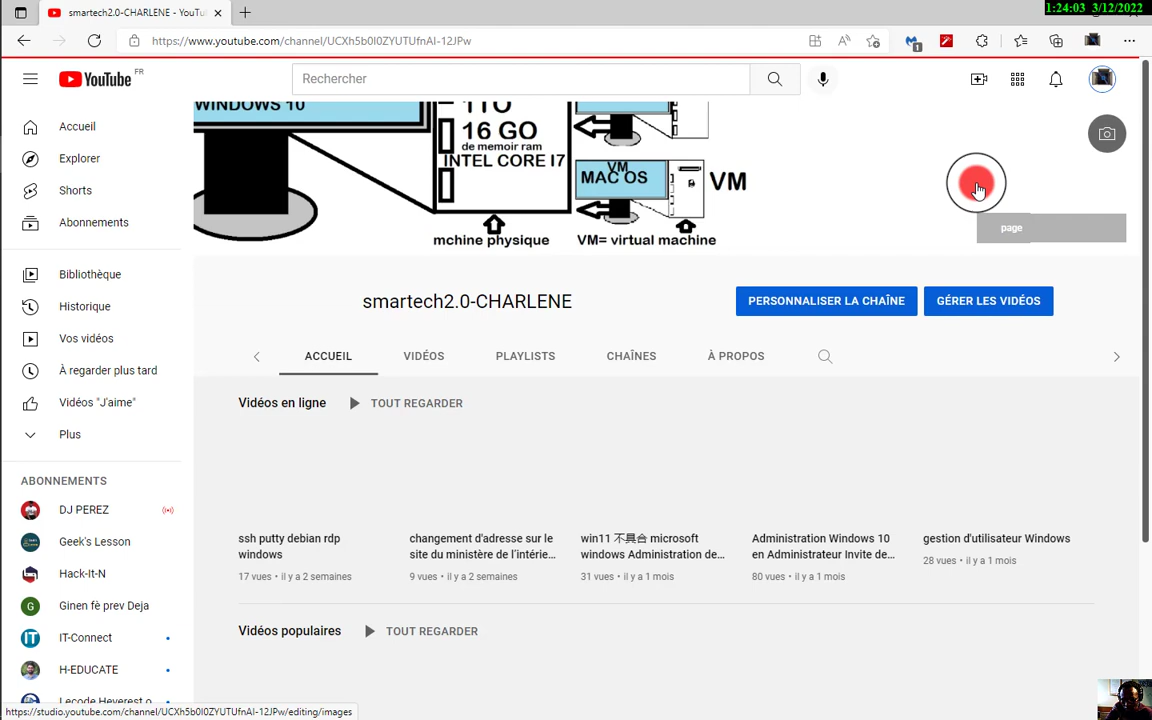 1:24:03 3/12/2022
smartech2.0-CHARLENE - YouTu
https://www.youtube.com/channel/UCXh5b0I0ZYUTUfnAI-12JPw
1
YouTube FR
Rechercher
Accueil
Explorer
Shorts
Abonnements
Bibliothèque
Historique
Vos vidéos
À regarder plus tard
Vidéos "J'aime"
Plus
ABONNEMENTS
DJ PEREZ
Geek's Lesson
Hack-It-N
G Ginen fè prev Deja
IT IT-Connect
H-EDUCATE
Lecode Heverest o
WINDOWS 10
1TO
16 GO
de memoir ram
INTEL CORE I7
mchine physique
VM
MAC OS
VM
VM= virtual machine
page
smartech2.0-CHARLENE
PERSONNALISER LA CHAÎNE
GÉRER LES VIDÉOS
ACCUEIL
VIDÉOS
PLAYLISTS
CHAÎNES
À PROPOS
Vidéos en ligne
TOUT REGARDER
ssh putty debian rdp
windows
17 vues • il y a 2 semaines
changement d'adresse sur le
site du ministère de l'intérie...
9 vues • il y a 2 semaines
win11 不具合 microsoft
windows Administration de...
31 vues • il y a 1 mois
Administration Windows 10
en Administrateur Invite de...
80 vues • il y a 1 mois
gestion d'utilisateur Windows
28 vues • il y a 1 mois
Vidéos populaires
TOUT REGARDER
https://studio.youtube.com/channel/UCXh5b0I0ZYUTUfnAI-12JPw/editing/images